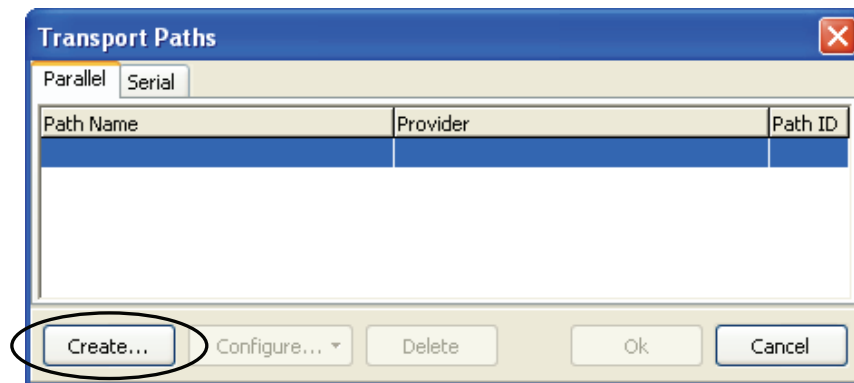 Transport Paths
Parallel Serial
Path Name Provider Path ID
Create... Configure... Delete Ok Cancel